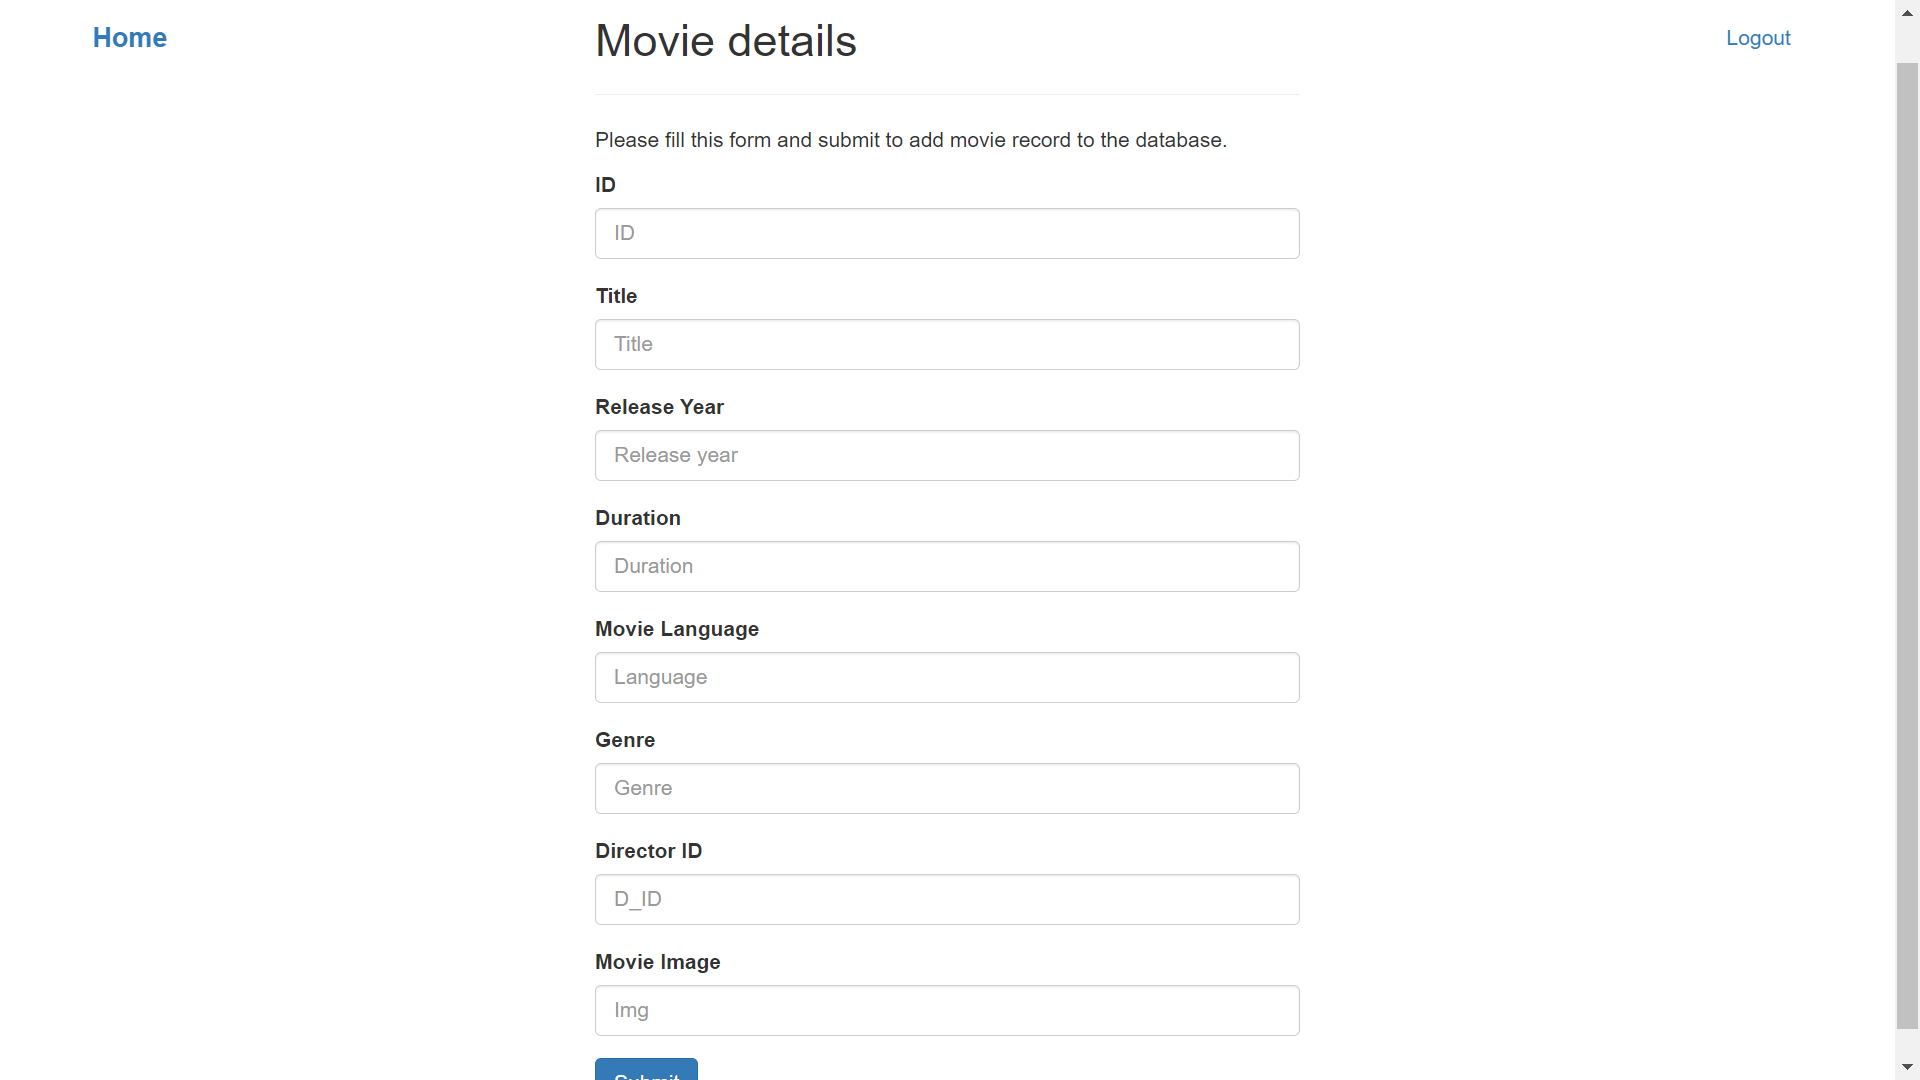 Home
Movie details
Logout
Please fill this form and submit to add movie record to the database.
ID
ID
Title
Title
Release Year
Release year
Duration
Duration
Movie Language
Language
Genre
Genre
Director ID
D_ID
Movie Image
Img
Submit